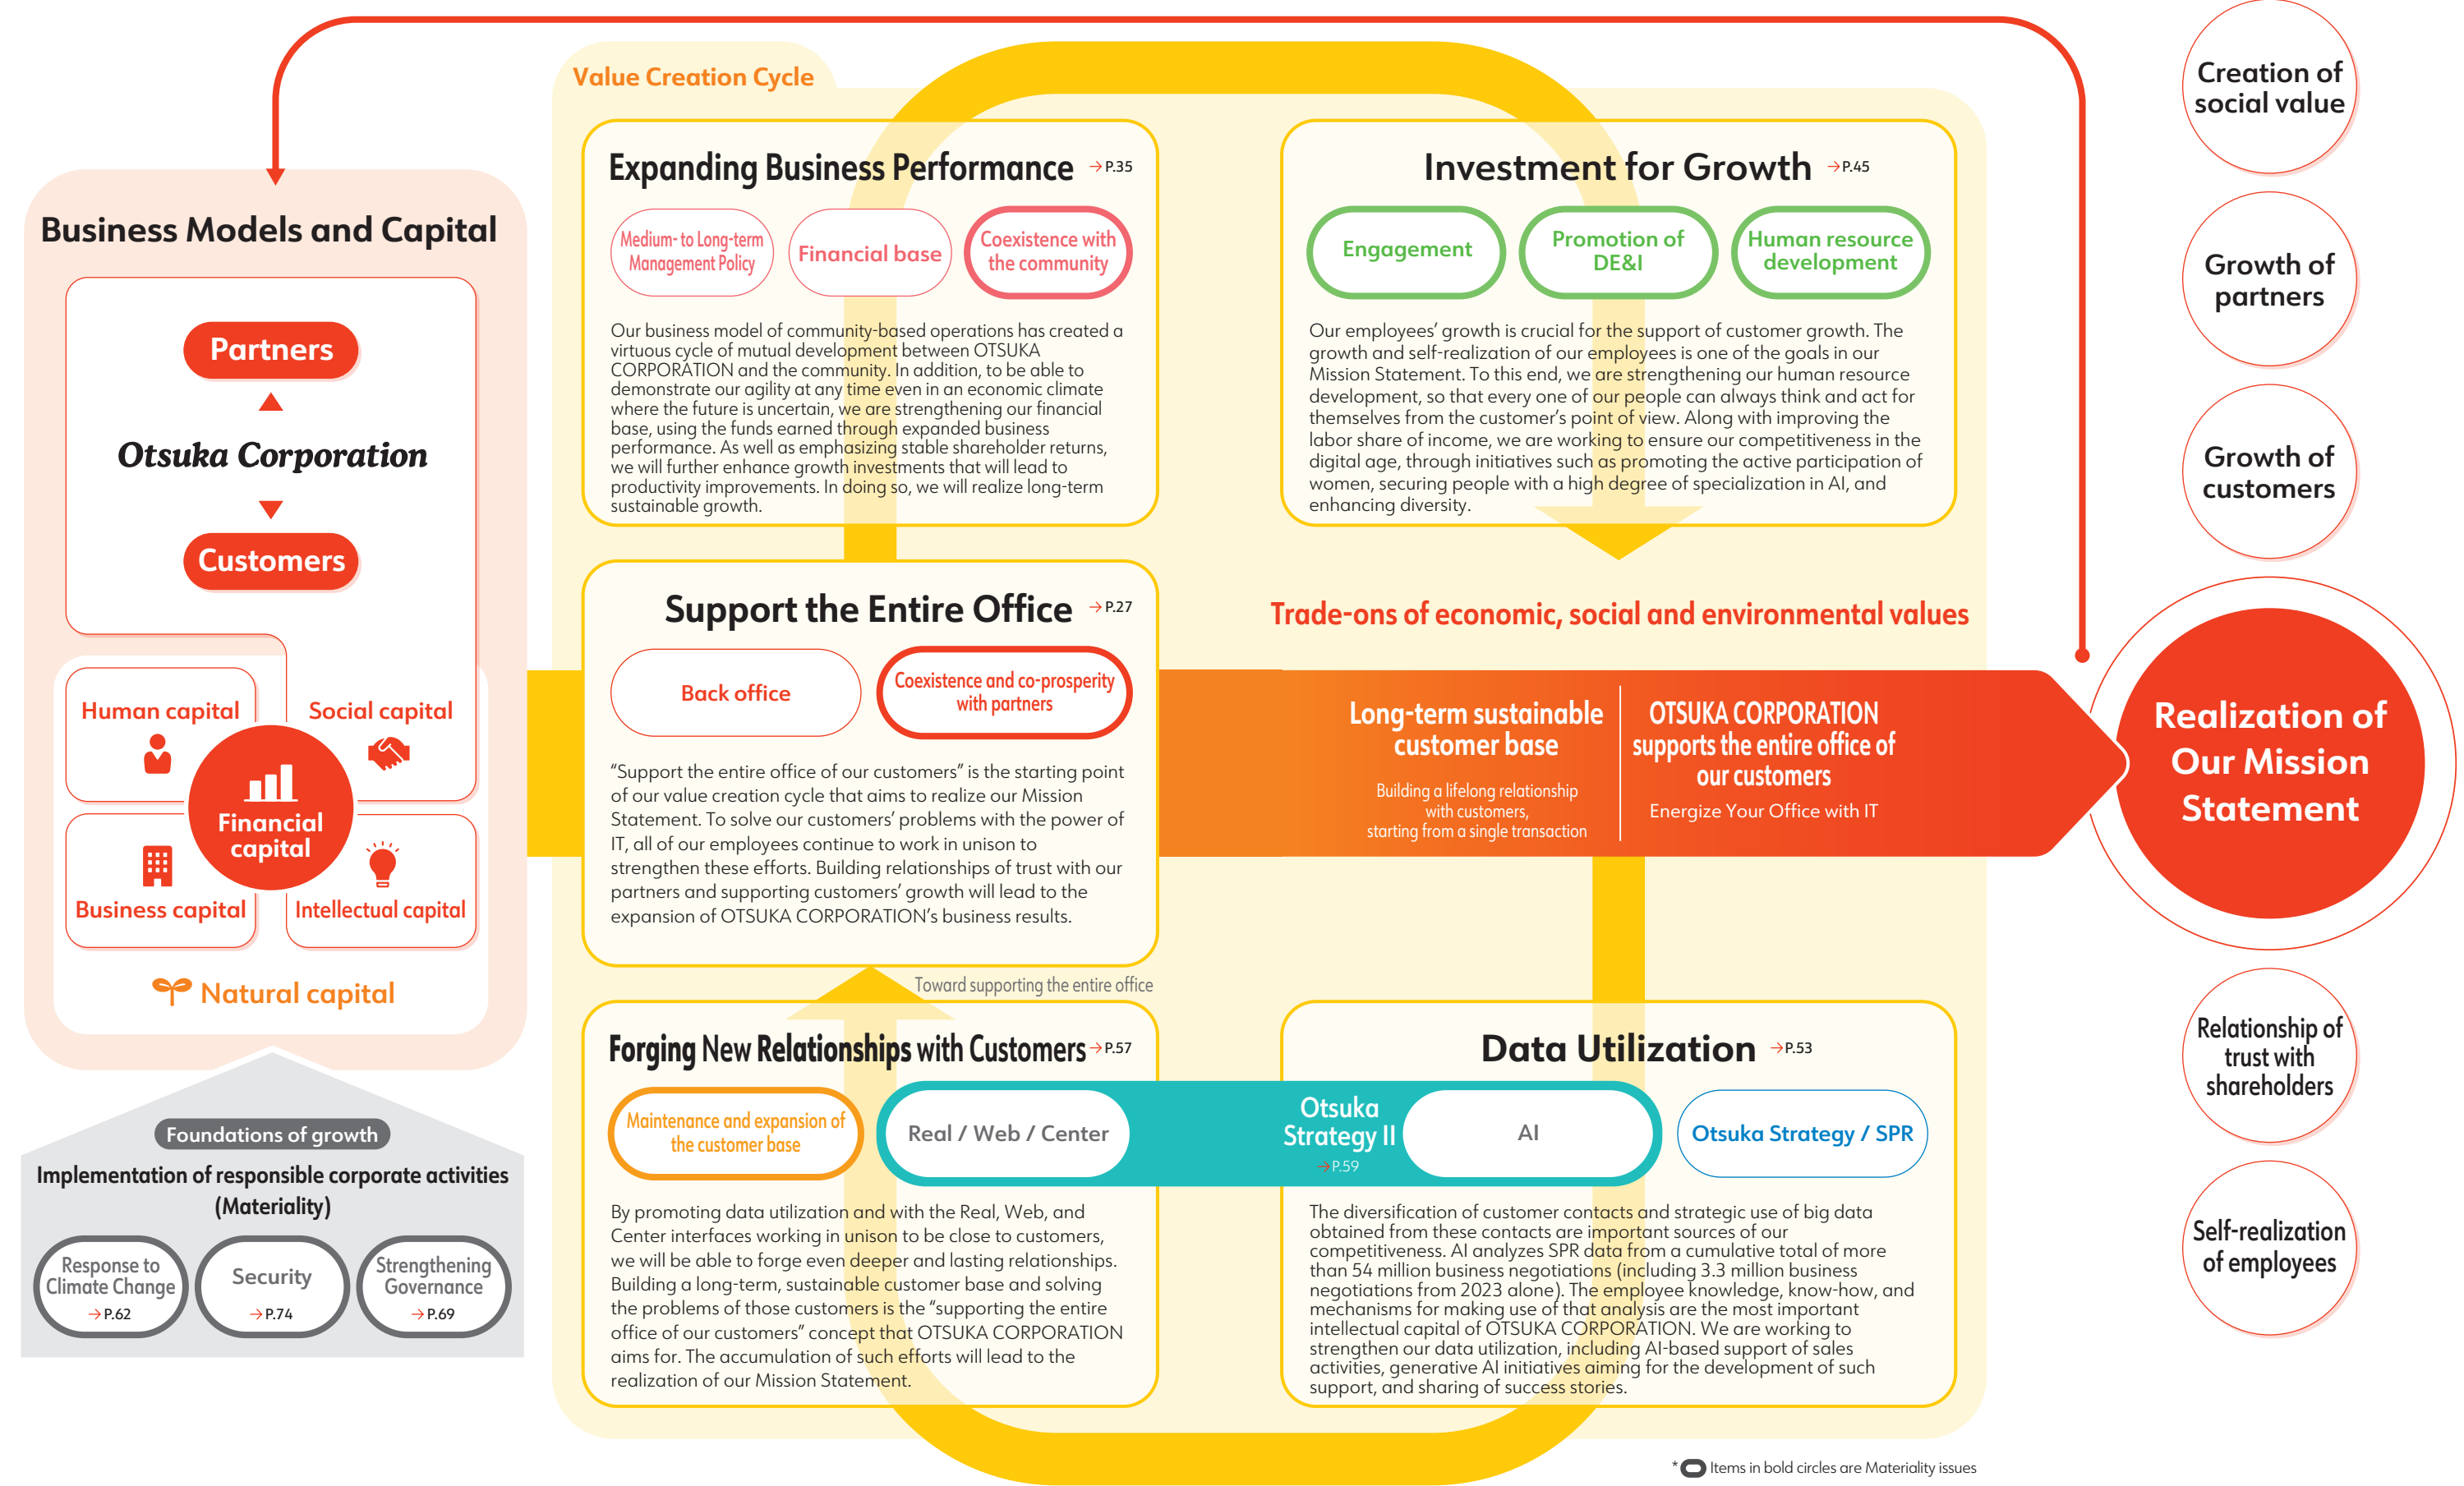 Business Models and Capital
Partners
Otsuka Corporation
Customers
Human capital
Social capital
Financial
capital
Business capital
Intellectual capital
Natural capital
Foundations of growth
Implementation of responsible corporate activities
(Materiality)
Response to
Climate Change
→P.62
Security
→P.74
Strengthening
Governance
→P.69
Value Creation Cycle
Expanding Business Performance →P.35
Medium- to Long-term
Management Policy
Financial base
Coexistence with
the community
Our business model of community-based operations has created a
virtuous cycle of mutual development between OTSUKA
CORPORATION and the community. In addition, to be able to
demonstrate our agility at any time even in an economic climate
where the future is uncertain, we are strengthening our financial
base, using the funds earned through expanded business
performance. As well as emphasizing stable shareholder returns,
we will further enhance growth investments that will lead to
productivity improvements. In doing so, we will realize long-term
sustainable growth.
Investment for Growth →P.45
Engagement
Promotion of
DE&I
Human resource
development
Our employees' growth is crucial for the support of customer growth. The
growth and self-realization of our employees is one of the goals in our
Mission Statement. To this end, we are strengthening our human resource
development, so that every one of our people can always think and act for
themselves from the customer's point of view. Along with improving the
labor share of income, we are working to ensure our competitiveness in the
digital age, through initiatives such as promoting the active participation of
women, securing people with a high degree of specialization in AI, and
enhancing diversity.
Support the Entire Office →P.27
Back office
Coexistence and co-prosperity
with partners
“Support the entire office of our customers” is the starting point
of our value creation cycle that aims to realize our Mission
Statement. To solve our customers' problems with the power of
IT, all of our employees continue to work in unison to
strengthen these efforts. Building relationships of trust with our
partners and supporting customers' growth will lead to the
expansion of OTSUKA CORPORATION's business results.
Trade-ons of economic, social and environmental values
Long-term sustainable
customer base
Building a lifelong relationship
with customers,
starting from a single transaction
OTSUKA CORPORATION
supports the entire office of
our customers
Energize Your Office with IT
Toward supporting the entire office
Forging New Relationships with Customers →P.57
Maintenance and expansion of
the customer base
Real / Web / Center
Otsuka
Strategy II
→P.59
By promoting data utilization and with the Real, Web, and
Center interfaces working in unison to be close to customers,
we will be able to forge even deeper and lasting relationships.
Building a long-term, sustainable customer base and solving
the problems of those customers is the “supporting the entire
office of our customers” concept that OTSUKA CORPORATION
aims for. The accumulation of such efforts will lead to the
realization of our Mission Statement.
Data Utilization →P.53
AI
Otsuka Strategy / SPR
The diversification of customer contacts and strategic use of big data
obtained from these contacts are important sources of our
competitiveness. AI analyzes SPR data from a cumulative total of more
than 54 million business negotiations (including 3.3 million business
negotiations from 2023 alone). The employee knowledge, know-how, and
mechanisms for making use of that analysis are the most important
intellectual capital of OTSUKA CORPORATION. We are working to
strengthen our data utilization, including AI-based support of sales
activities, generative AI initiatives aiming for the development of such
support, and sharing of success stories.
* Items in bold circles are Materiality issues
Creation of
social value
Growth of
partners
Growth of
customers
Realization of
Our Mission
Statement
Relationship of
trust with
shareholders
Self-realization
of employees